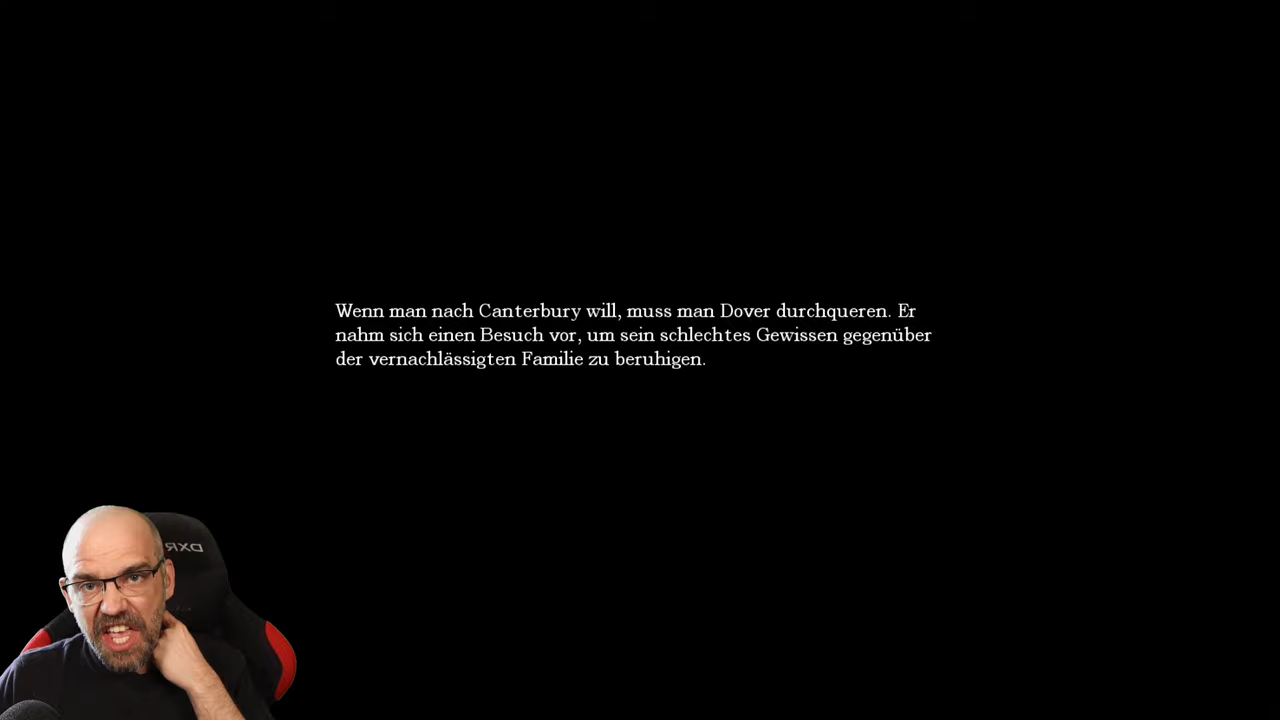 Wenn man nach Canterbury will, muss man Dover durchqueren. Er
nahm sich einen Besuch vor, um sein schlechtes Gewissen gegenüber
der vernachlässigten Familie zu beruhigen.
DXR